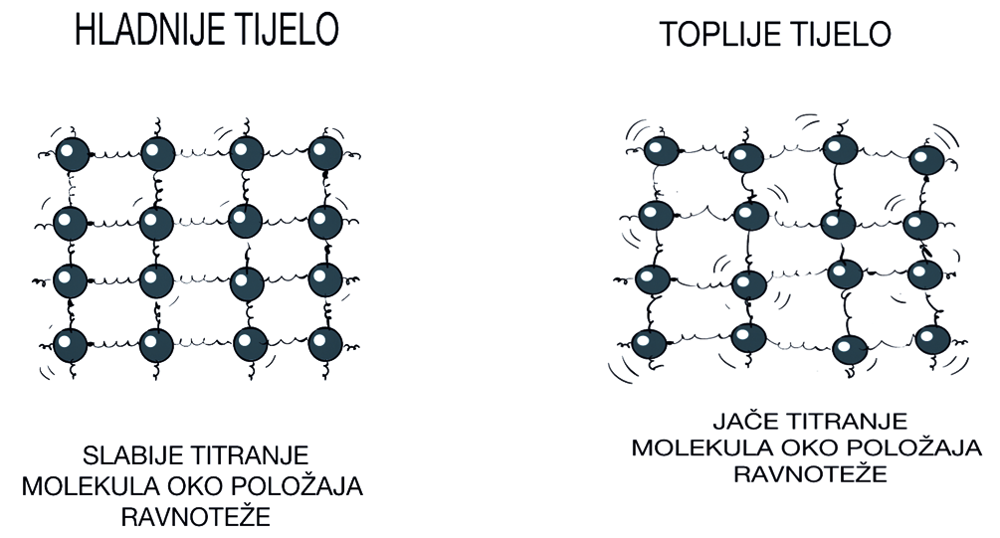 HLADNIJE TIJELO
SLABIJE TITRANJE
MOLEKULA OKO POLOŽAJA
RAVNOTEŽE
TOPLIJE TIJELO
JAČE TITRANJE
MOLEKULA OKO POLOŽAJA
RAVNOTEŽE